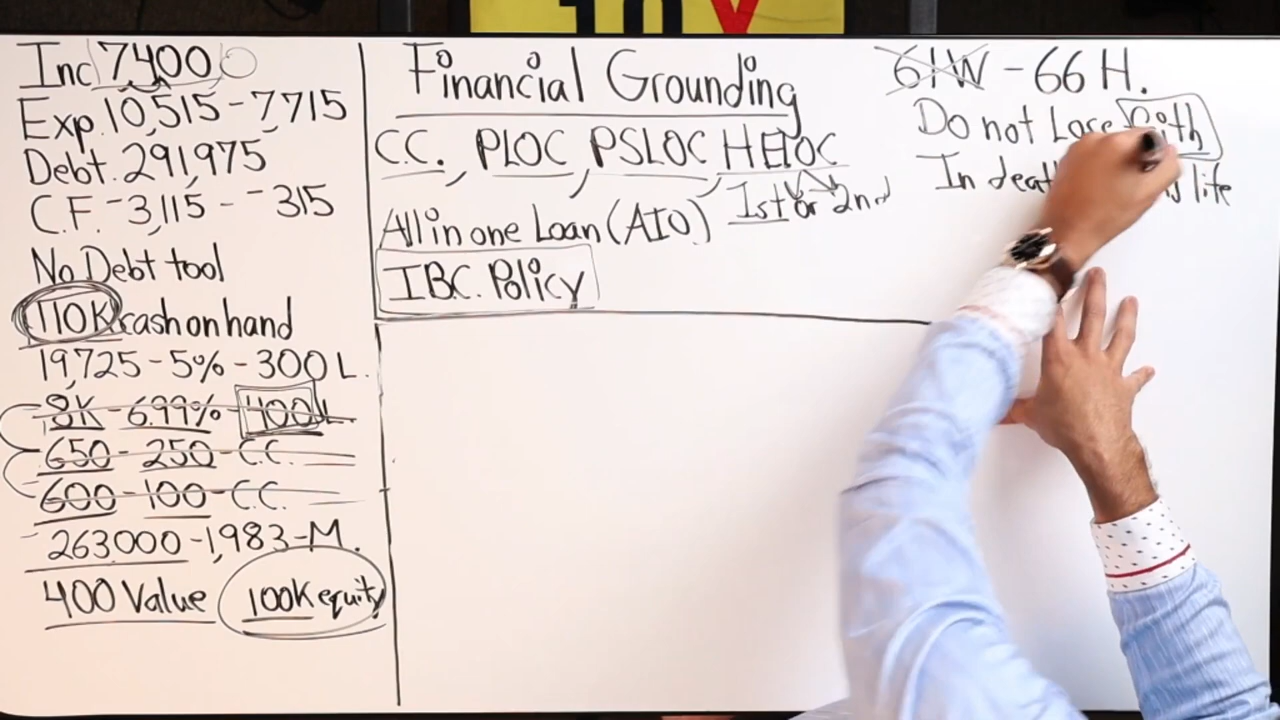 Inc 7400
Exp. 10,515 - 7,715
Debt. 291,975
C.F. -3,115 - -315
No Debt tool
110K cash on hand
19,725 - 5% - 300 L.
8K - 6.99% - 400 L
650 - 250 - C.C.
600 - 100 - C.C.
263000 - 1,983 - M.
400 Value 100K equity
Financial Grounding
C.C., PLOC, PSLOC, HELOC
1st or 2nd
All in one Loan (AIO)
I.B.C. Policy
61W - 66 H.
Do not Lose
In life